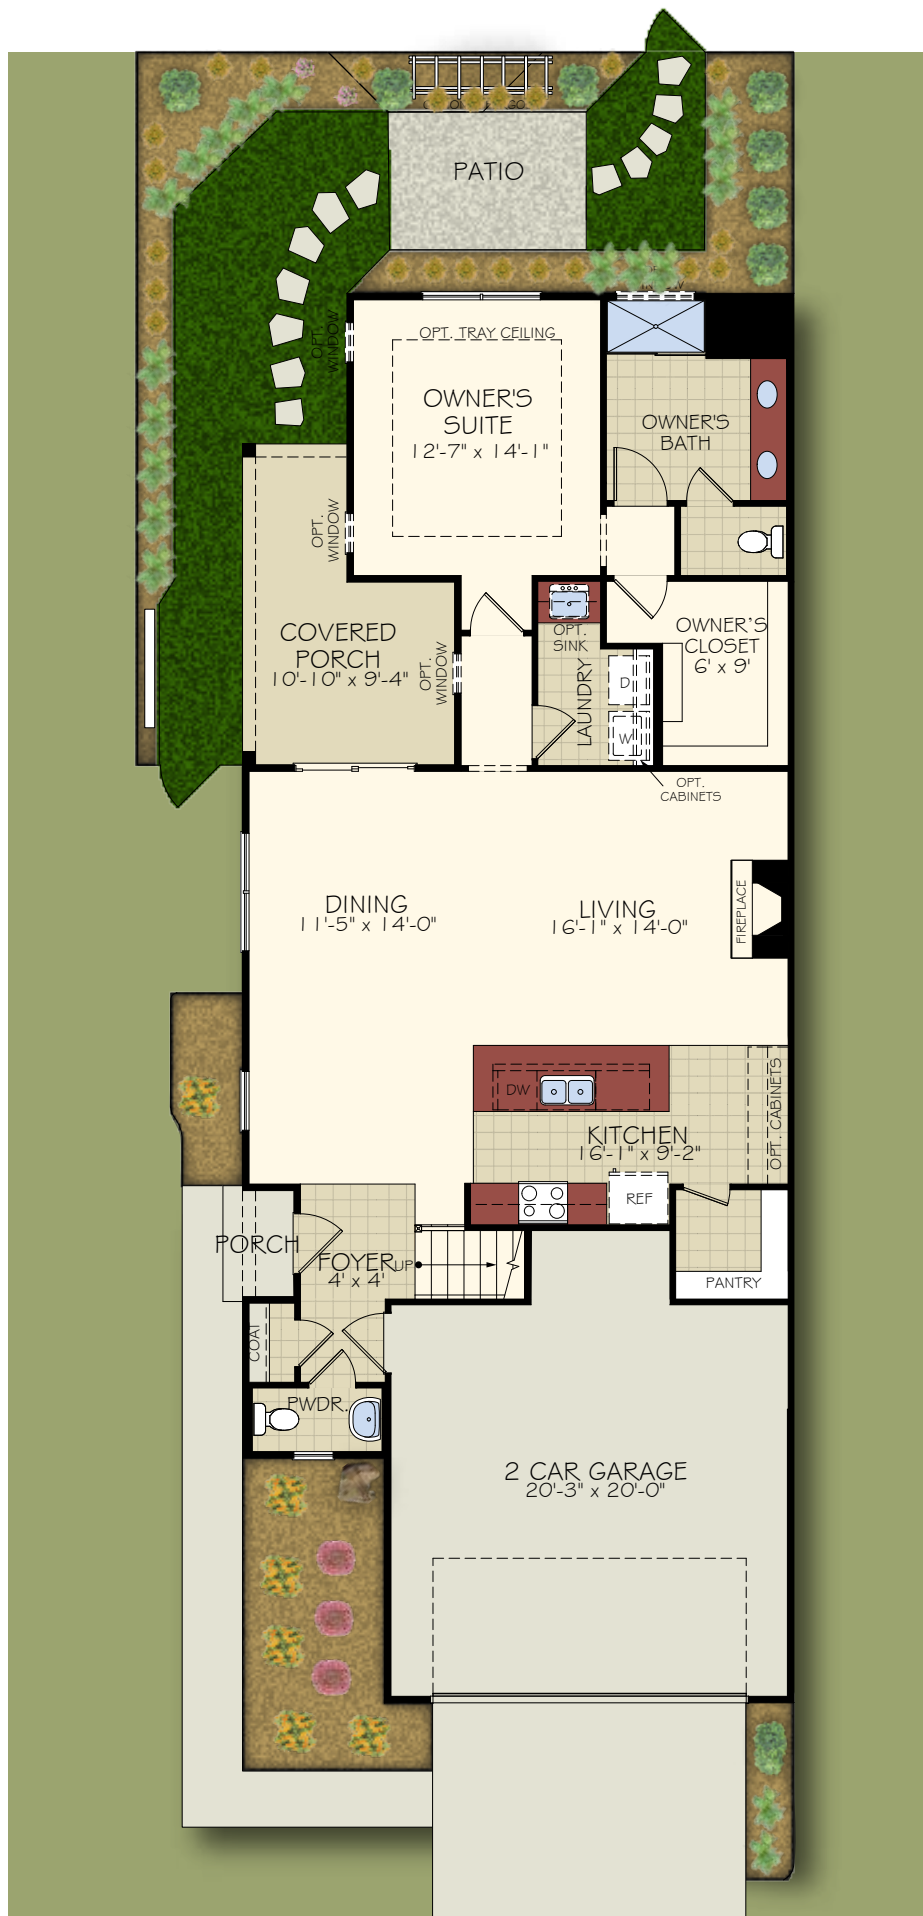 PATIO
OPT.
WINDOW
OPT. TRAY CEILING
OWNER'S
SUITE
12'-7" x 14'-1"
OWNER'S
BATH
OPT.
WINDOW
COVERED
PORCH
10'-10" x 9'-4"
OPT.
WINDOW
OPT.
SINK
LAUNDRY
D
W
OWNER'S
CLOSET
6' x 9'
OPT.
CABINETS
DINING
11'-5" x 14'-0"
LIVING
16'-1" x 14'-0"
FIREPLACE
DW
KITCHEN
16'-1" x 9'-2"
OPT. CABINETS
REF
PORCH
FOYER
4' x 4'
UP
PANTRY
COAT
PWDR.
2 CAR GARAGE
20'-3" x 20'-0"